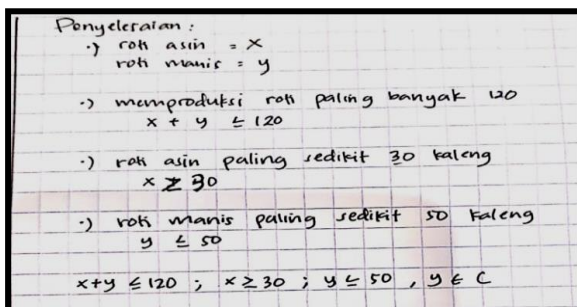 Penyelesaian :
·) roti asin = x
roti manis = y
·) memproduksi roti paling banyak 120
x + y ≤ 120
·) roti asin paling sedikit 30 kaleng
x ≥ 30
·) roti manis paling sedikit 50 kaleng
y ≤ 50
x+y ≤ 120 ; x ≥ 30 ; y ≤ 50 , y ∈ C